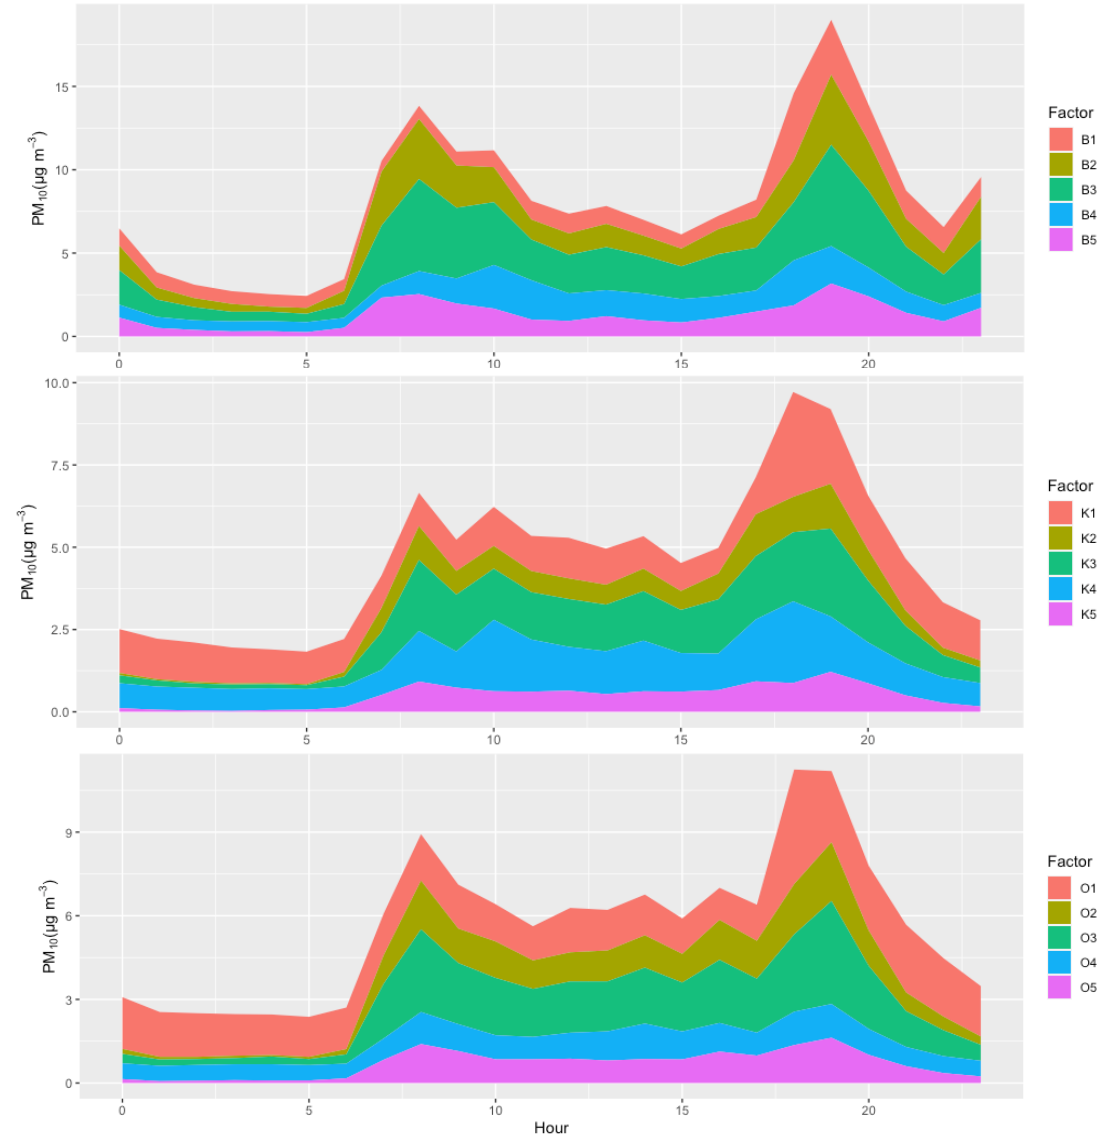 PM₁₀(µg m⁻³)
15
10
5
0
0 5 10 15 20
Factor
B1
B2
B3
B4
B5
PM₁₀(µg m⁻³)
10.0
7.5
5.0
2.5
0.0
0 5 10 15 20
Factor
K1
K2
K3
K4
K5
PM₁₀(µg m⁻³)
9
6
3
0
0 5 10 15 20
Hour
Factor
O1
O2
O3
O4
O5